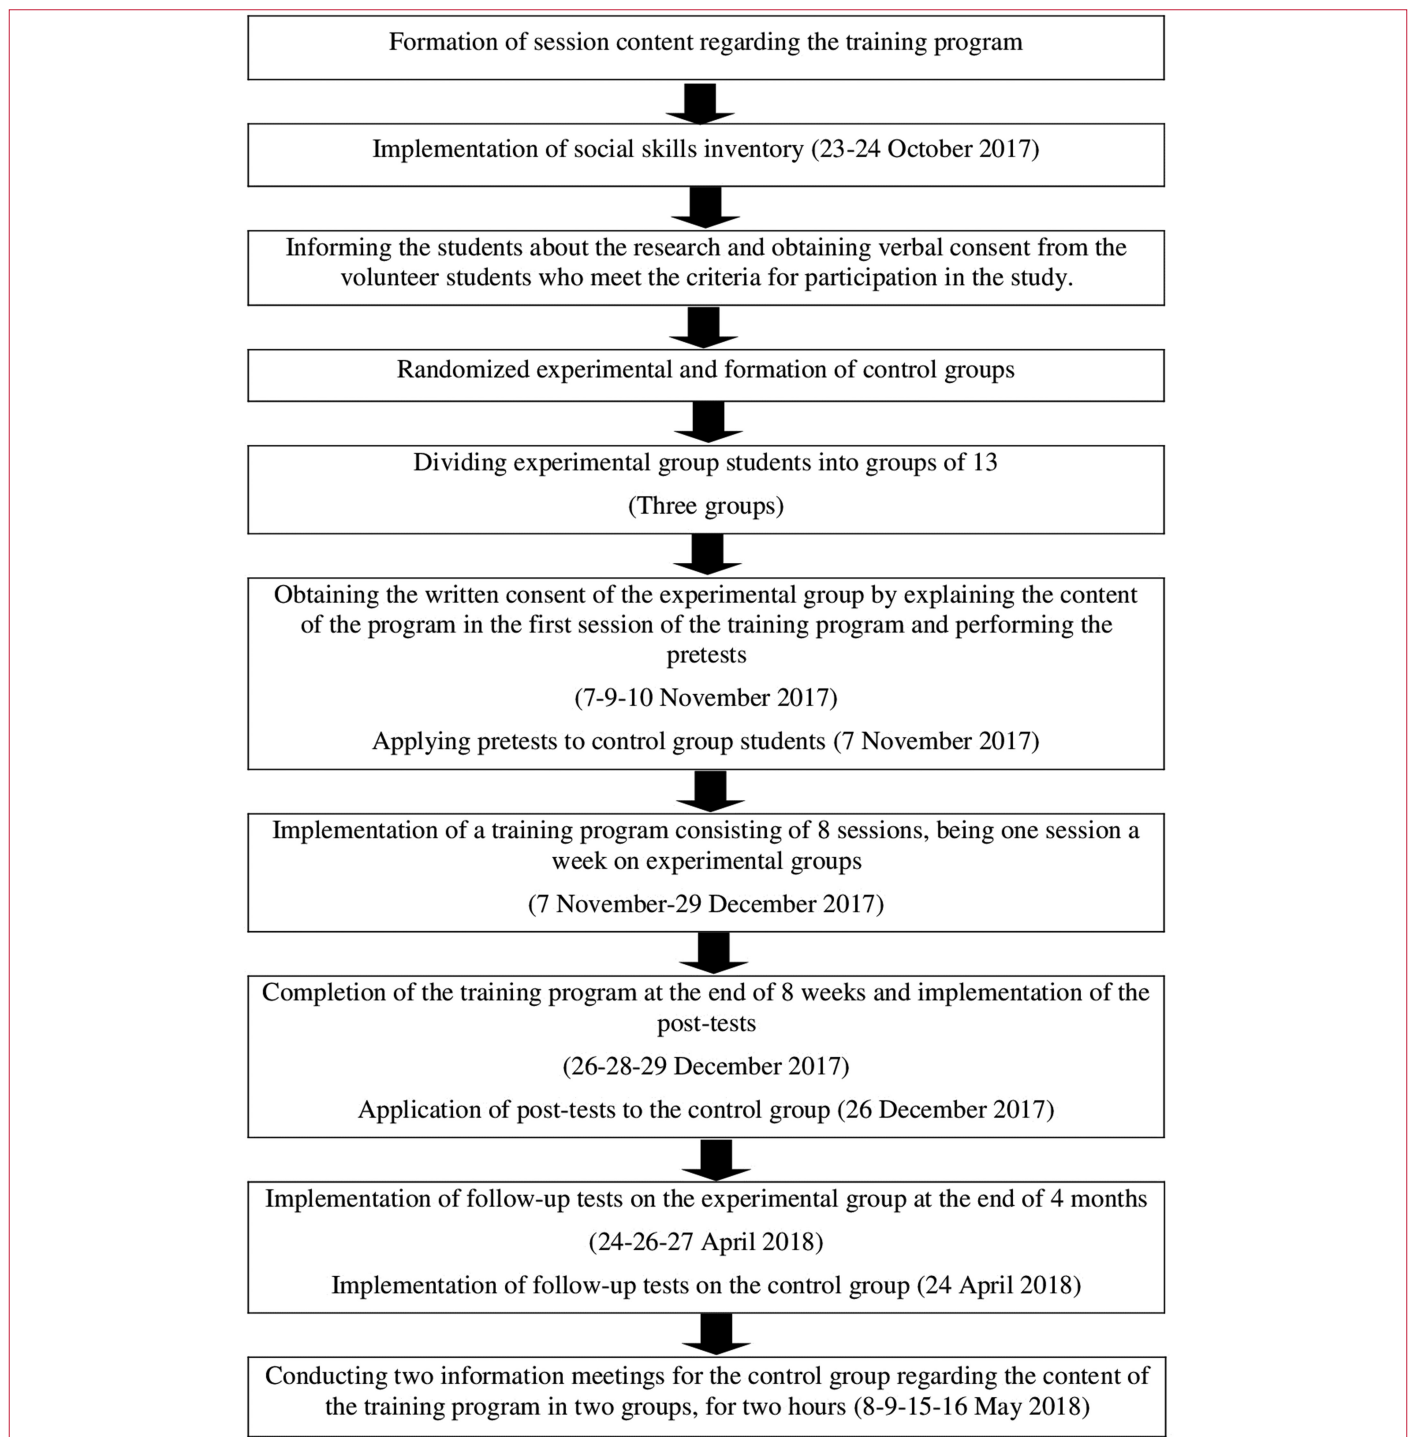 Formation of session content regarding the training program
Implementation of social skills inventory (23-24 October 2017)
Informing the students about the research and obtaining verbal consent from the
volunteer students who meet the criteria for participation in the study.
Randomized experimental and formation of control groups
Dividing experimental group students into groups of 13
(Three groups)
Obtaining the written consent of the experimental group by explaining the content
of the program in the first session of the training program and performing the
pretests
(7-9-10 November 2017)
Applying pretests to control group students (7 November 2017)
Implementation of a training program consisting of 8 sessions, being one session a
week on experimental groups
(7 November-29 December 2017)
Completion of the training program at the end of 8 weeks and implementation of the
post-tests
(26-28-29 December 2017)
Application of post-tests to the control group (26 December 2017)
Implementation of follow-up tests on the experimental group at the end of 4 months
(24-26-27 April 2018)
Implementation of follow-up tests on the control group (24 April 2018)
Conducting two information meetings for the control group regarding the content of
the training program in two groups, for two hours (8-9-15-16 May 2018)